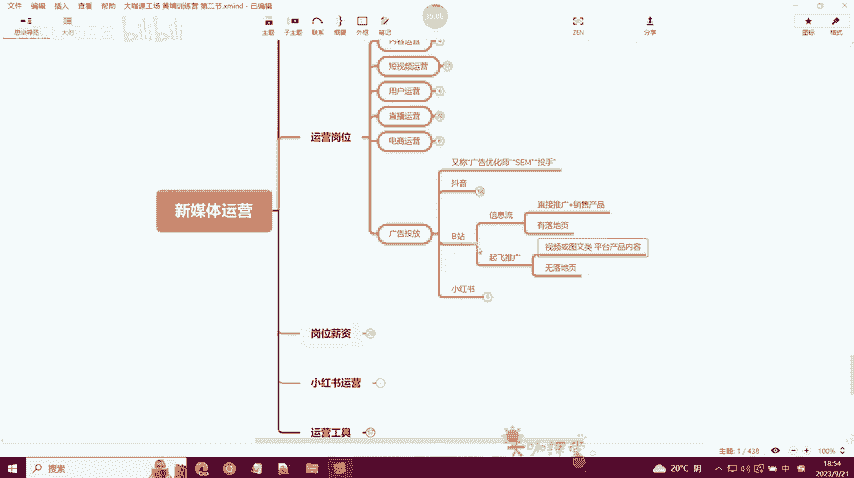 文件 编辑 插入 查看 帮助 大咖源工场 黄埔训练营 第二节.xmind - 已编辑
思维导图 大纲
主题 子主题 联系 概要 外框 笔记
ZEN
分享
图标 格式
bilibili
短视频运营
用户运营
直播运营
运营岗位
电商运营
又称“广告优化师”“SEM”“投手”
抖音
新媒体运营
信息流
直接推广+销售产品
广告投放
B站
有落地页
视频或图文类 平台产品内容
起飞推广
无落地页
小红书
岗位薪资
小红书运营
运营工具
主题: 1 / 438
100%
搜索
20°C 阴
中
18:54
2023/9/21